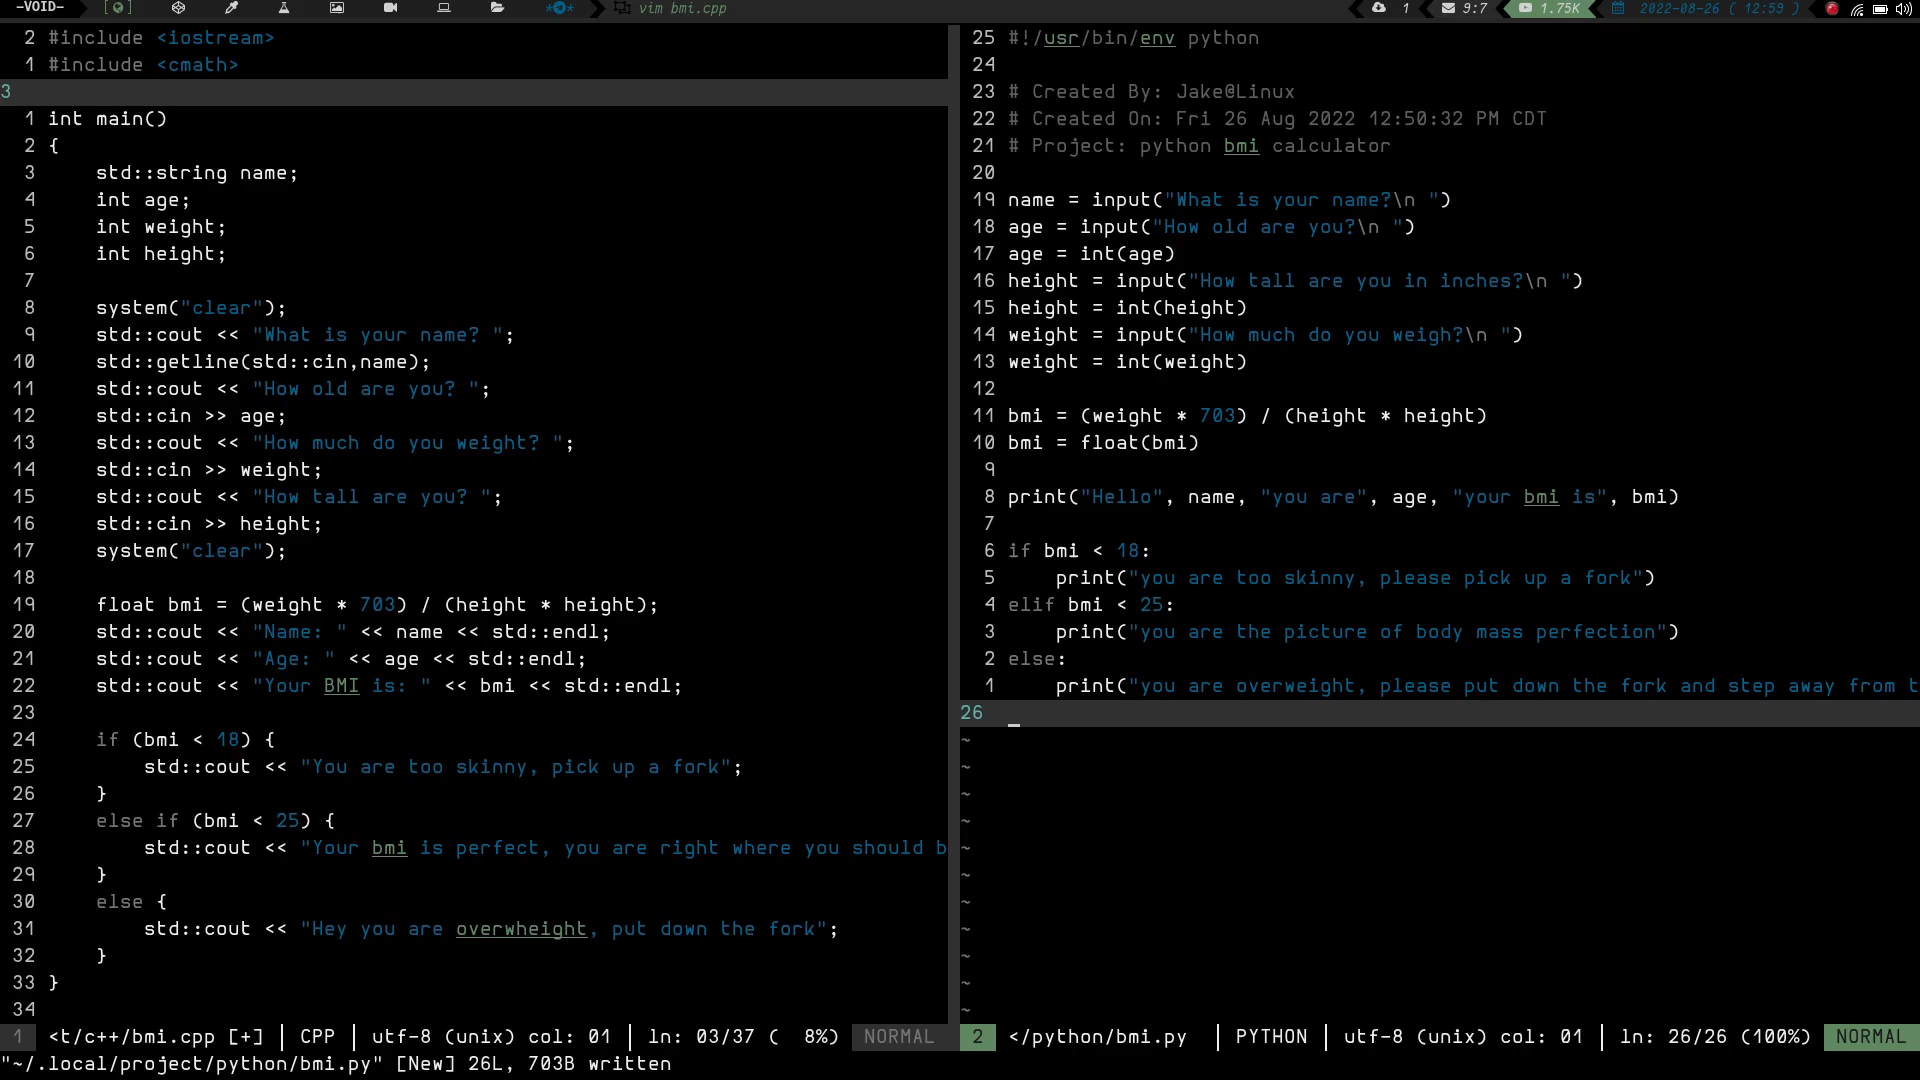 -VOID-
vim bmi.cpp
1
9:7
1.75K
2022-08-26 ( 12:59 )
2 #include <iostream>
1 #include <cmath>
3
1 int main()
2 {
3 std::string name;
4 int age;
5 int weight;
6 int height;
7
8 system("clear");
9 std::cout << "What is your name? ";
10 std::getline(std::cin,name);
11 std::cout << "How old are you? ";
12 std::cin >> age;
13 std::cout << "How much do you weight? ";
14 std::cin >> weight;
15 std::cout << "How tall are you? ";
16 std::cin >> height;
17 system("clear");
18
19 float bmi = (weight * 703) / (height * height);
20 std::cout << "Name: " << name << std::endl;
21 std::cout << "Age: " << age << std::endl;
22 std::cout << "Your BMI is: " << bmi << std::endl;
23
24 if (bmi < 18) {
25 std::cout << "You are too skinny, pick up a fork";
26 }
27 else if (bmi < 25) {
28 std::cout << "Your bmi is perfect, you are right where you should b
29 }
30 else {
31 std::cout << "Hey you are overwheight, put down the fork";
32 }
33 }
34
1 <t/c++/bmi.cpp [+] | CPP | utf-8 (unix) col: 01 | ln: 03/37 ( 8%) NORMAL
25 #!/usr/bin/env python
24
23 # Created By: Jake@Linux
22 # Created On: Fri 26 Aug 2022 12:50:32 PM CDT
21 # Project: python bmi calculator
20
19 name = input("What is your name?\n ")
18 age = input("How old are you?\n ")
17 age = int(age)
16 height = input("How tall are you in inches?\n ")
15 height = int(height)
14 weight = input("How much do you weigh?\n ")
13 weight = int(weight)
12
11 bmi = (weight * 703) / (height * height)
10 bmi = float(bmi)
9
8 print("Hello", name, "you are", age, "your bmi is", bmi)
7
6 if bmi < 18:
5 print("you are too skinny, please pick up a fork")
4 elif bmi < 25:
3 print("you are the picture of body mass perfection")
2 else:
1 print("you are overweight, please put down the fork and step away from t
26
~
~
~
~
~
~
~
~
~
~
~
2 </python/bmi.py | PYTHON | utf-8 (unix) col: 01 | ln: 26/26 (100%) NORMAL
"~/.local/project/python/bmi.py" [New] 26L, 703B written